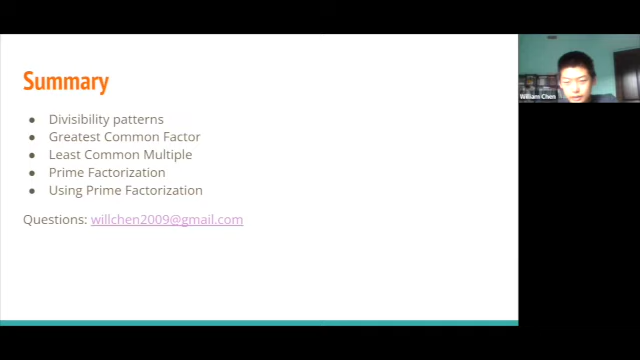 Summary
● Divisibility patterns
● Greatest Common Factor
● Least Common Multiple
● Prime Factorization
● Using Prime Factorization
Questions: willchen2009@gmail.com
William Chen